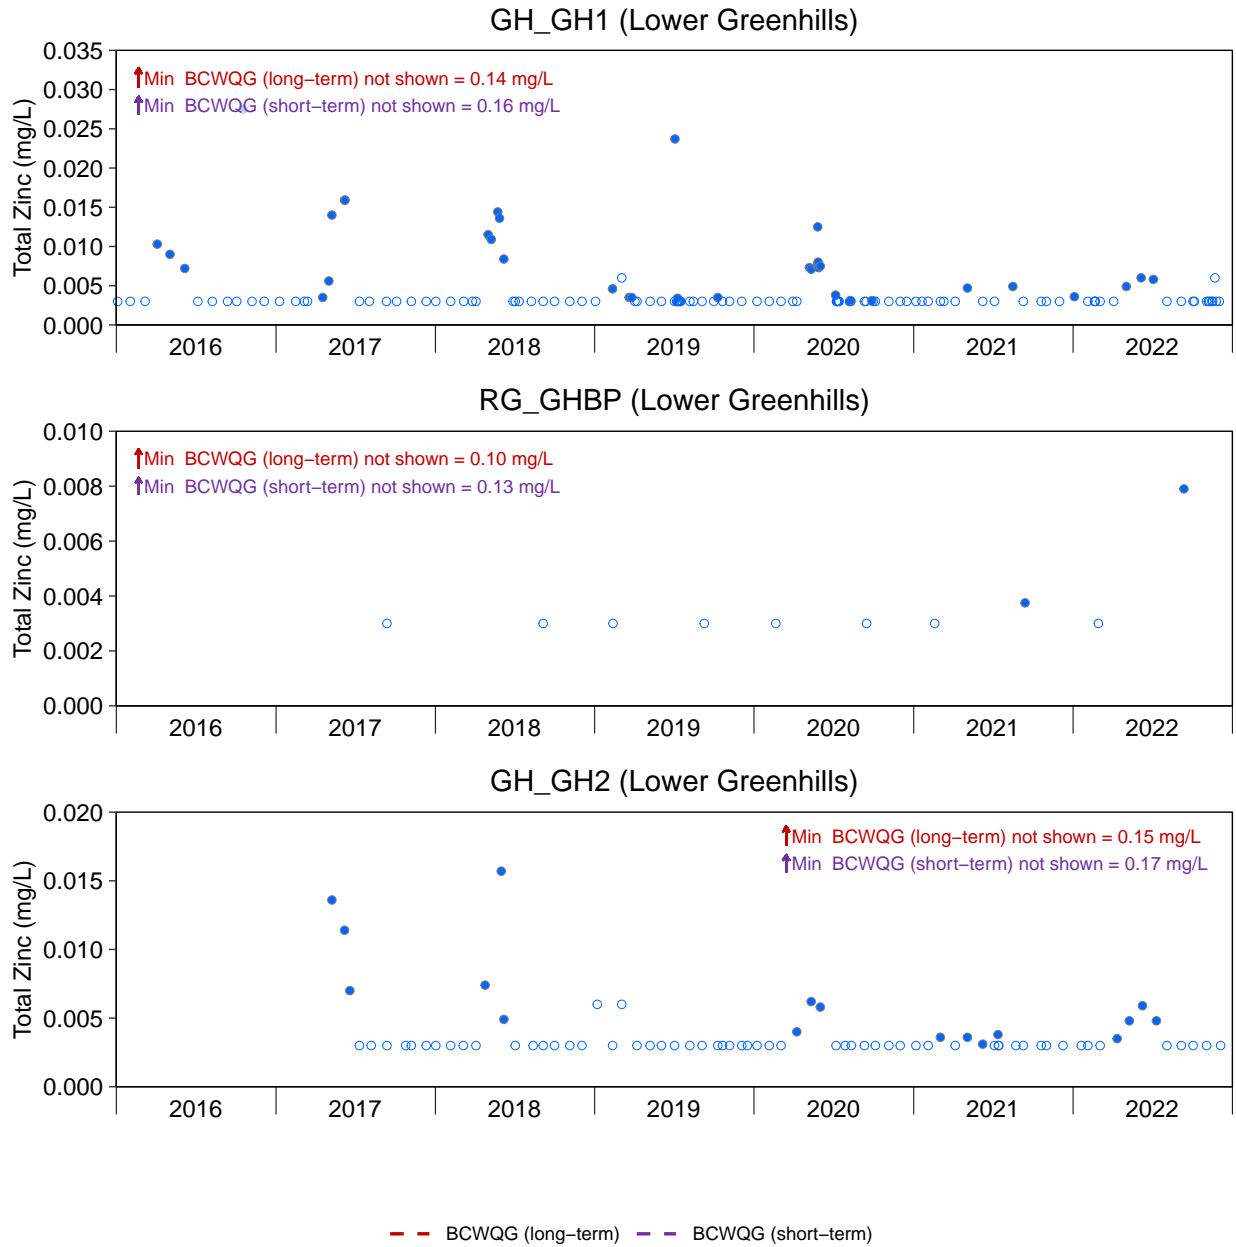 GH_GH1 (Lower Greenhills)
Total Zinc (mg/L)
0.035
0.030
0.025
0.020
0.015
0.010
0.005
0.000
Min BCWQG (long−term) not shown = 0.14 mg/L
Min BCWQG (short−term) not shown = 0.16 mg/L
2016 2017 2018 2019 2020 2021 2022
RG_GHBP (Lower Greenhills)
Total Zinc (mg/L)
0.010
0.008
0.006
0.004
0.002
0.000
Min BCWQG (long−term) not shown = 0.10 mg/L
Min BCWQG (short−term) not shown = 0.13 mg/L
2016 2017 2018 2019 2020 2021 2022
GH_GH2 (Lower Greenhills)
Total Zinc (mg/L)
0.020
0.015
0.010
0.005
0.000
Min BCWQG (long−term) not shown = 0.15 mg/L
Min BCWQG (short−term) not shown = 0.17 mg/L
2016 2017 2018 2019 2020 2021 2022
BCWQG (long−term) BCWQG (short−term)